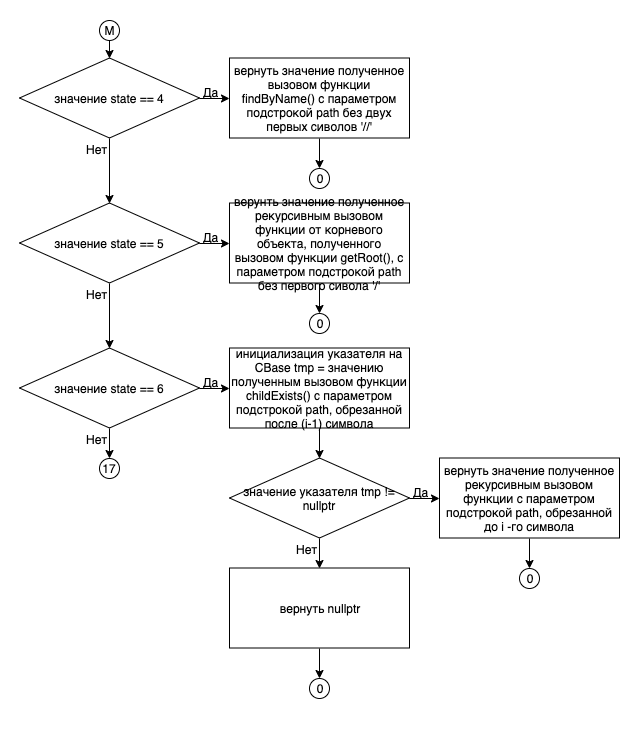 M
значение state == 4
Да
вернуть значение полученное
вызовом функции
findByName() с параметром
подстрокой path без двух
первых сиволов '//'
Нет
0
значение state == 5
Да
верунть значение полученное
рекурсивным вызовом
функции от корневого
объекта, полученного
вызовом функции getRoot(), с
параметром подстрокой path
без первого сивола '/'
Нет
0
значение state == 6
Да
инициализация указателя на
CBase tmp = значению
полученным вызовом функции
childExists() с параметром
подстрокой path, обрезанной
после (i-1) символа
Нет
17
значение указателя tmp !=
nullptr
Да
вернуть значение полученное
рекурсивным вызовом
функции с параметром
подстрокой path, обрезанной
до i -го символа
Нет
0
вернуть nullptr
0